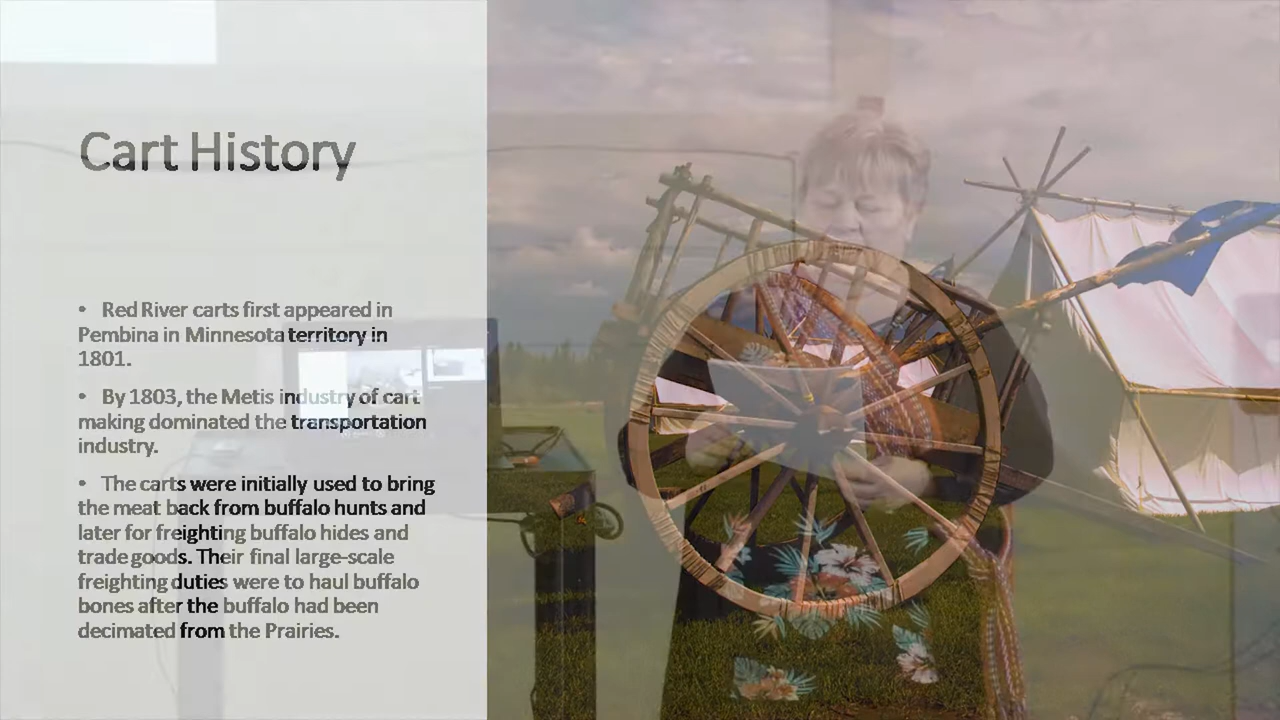 Cart History
• Red River carts first appeared in
Pembina in Minnesota territory in
1801.
• By 1803, the Metis industry of cart
making dominated the transportation
industry.
• The carts were initially used to bring
the meat back from buffalo hunts and
later for freighting buffalo hides and
trade goods. Their final large-scale
freighting duties were to haul buffalo
bones after the buffalo had been
decimated from the Prairies.